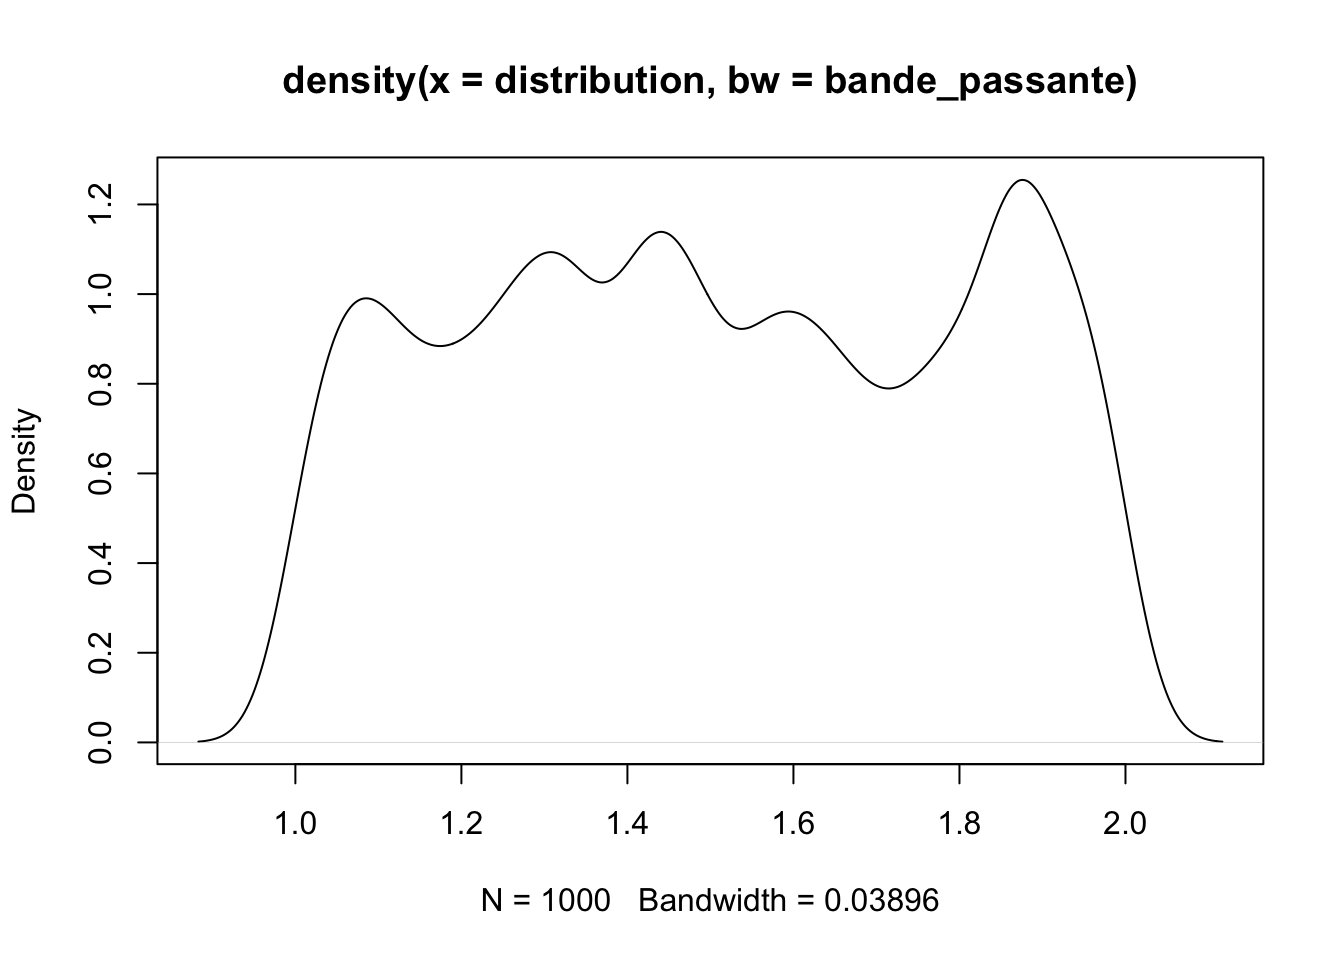 density(x = distribution, bw = bande_passante)
Density
0.0 0.2 0.4 0.6 0.8 1.0 1.2
1.0 1.2 1.4 1.6 1.8 2.0
N = 1000 Bandwidth = 0.03896